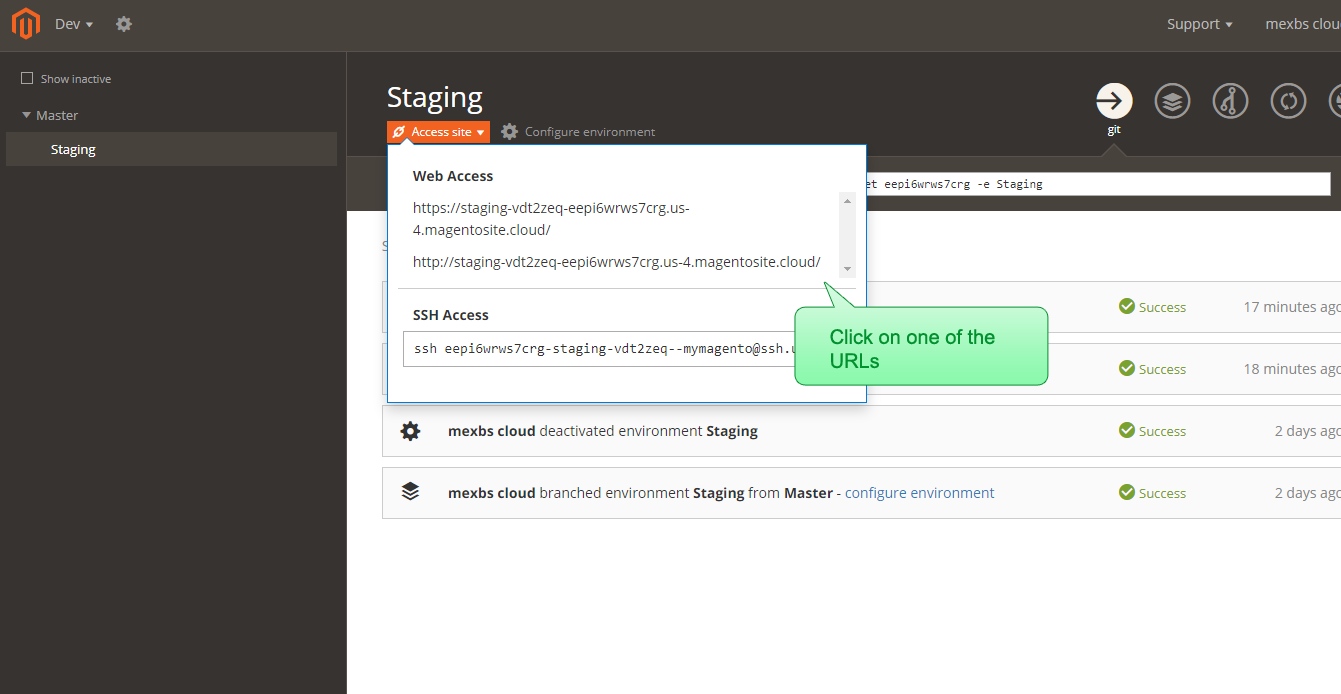 Dev
Support
mexbs clou
Show inactive
Master
Staging
Staging
Access site
Configure environment
git
Web Access
https://staging-vdt2zeq-eepi6wrws7crg.us-
4.magentosite.cloud/
http://staging-vdt2zeq-eepi6wrws7crg.us-4.magentosite.cloud/
SSH Access
ssh eepi6wrws7crg-staging-vdt2zeq--mymagento@ssh.u
et eepi6wrws7crg -e Staging
Click on one of the
URLs
Success 17 minutes ago
Success 18 minutes ago
mexbs cloud deactivated environment Staging Success 2 days ago
mexbs cloud branched environment Staging from Master - configure environment Success 2 days ago